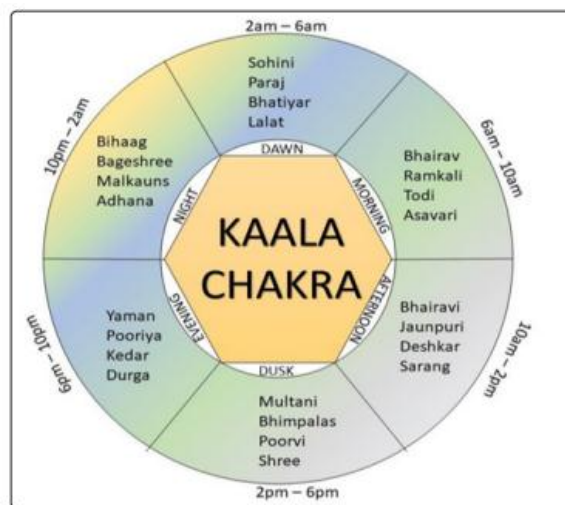 2am – 6am
Sohini
Paraj
Bhatiyar
Lalat
DAWN
6am – 10am
Bhairav
Ramkali
Todi
Asavari
MORNING
10am – 2pm
Bhairavi
Jaunpuri
Deshkar
Sarang
AFTERNOON
2pm – 6pm
Multani
Bhimpalas
Poorvi
Shree
DUSK
6pm – 10pm
Yaman
Pooriya
Kedar
Durga
EVENING
10pm – 2am
Bihaag
Bageshree
Malkauns
Adhana
NIGHT
KAALA
CHAKRA